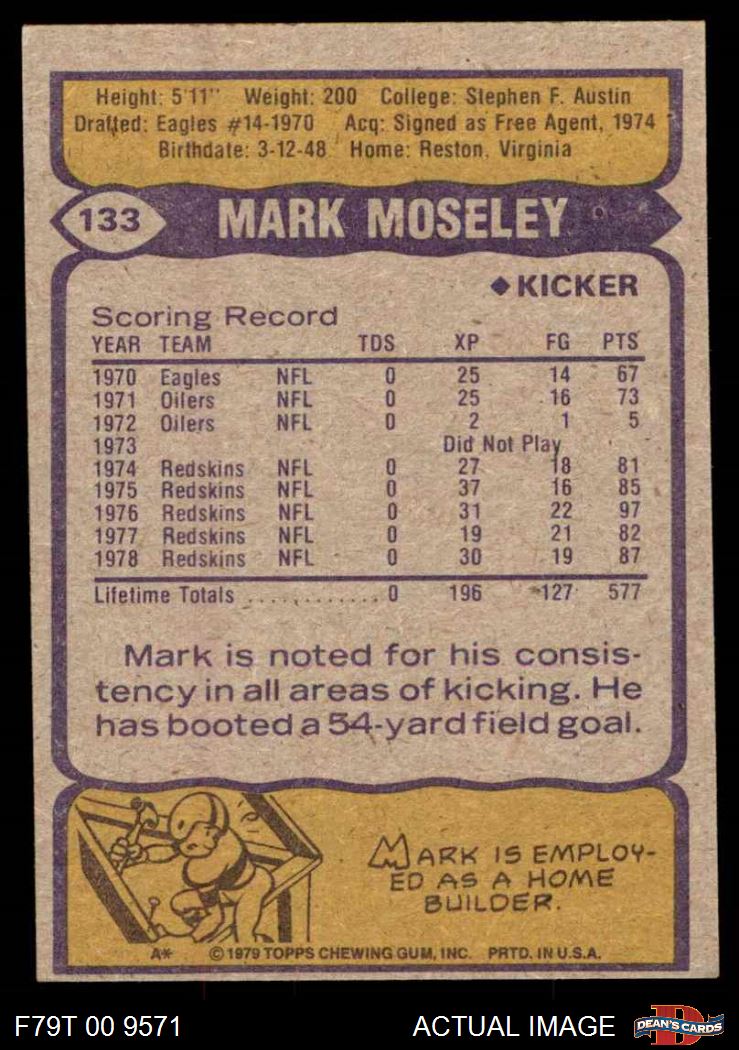 Height: 5'11" Weight: 200 College: Stephen F. Austin
Drafted: Eagles #14-1970 Acq: Signed as Free Agent, 1974
Birthdate: 3-12-48 Home: Reston, Virginia
133 MARK MOSELEY
◆KICKER
Scoring Record
YEAR TEAM TDS XP FG PTS
1970 Eagles NFL 0 25 14 67
1971 Oilers NFL 0 25 16 73
1972 Oilers NFL 0 2 1 5
1973 Did Not Play
1974 Redskins NFL 0 27 18 81
1975 Redskins NFL 0 37 16 85
1976 Redskins NFL 0 31 22 97
1977 Redskins NFL 0 19 21 82
1978 Redskins NFL 0 30 19 87
Lifetime Totals ............ 0 196 127 577
Mark is noted for his consis-
tency in all areas of kicking. He
has booted a 54-yard field goal.
MARK IS EMPLOY-
ED AS A HOME
BUILDER.
A* © 1979 TOPPS CHEWING GUM, INC. PRTD. IN U.S.A.
F79T 00 9571 ACTUAL IMAGE DEAN'S CARDS